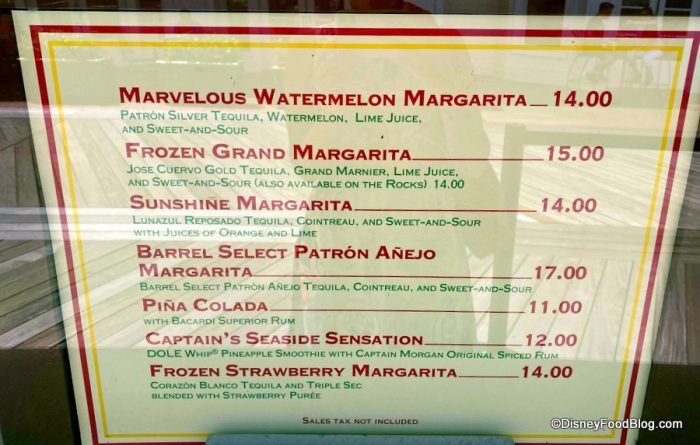 Marvelous Watermelon Margarita 14.00
Patrón Silver Tequila, Watermelon, Lime Juice,
and Sweet-and-Sour
Frozen Grand Margarita 15.00
Jose Cuervo Gold Tequila, Grand Marnier, Lime Juice,
and Sweet-and-Sour (also available on the Rocks) 14.00
Sunshine Margarita 14.00
Lunazul Reposado Tequila, Cointreau, and Sweet-and-Sour
with Juices of Orange and Lime
Barrel Select Patrón Añejo
Margarita 17.00
Barrel Select Patrón Añejo Tequila, Cointreau, and Sweet-and-Sour
Piña Colada 11.00
with Bacardi Superior Rum
Captain's Seaside Sensation 12.00
DOLE Whip® Pineapple Smoothie with Captain Morgan Original Spiced Rum
Frozen Strawberry Margarita 14.00
Corazón Blanco Tequila and Triple Sec
blended with Strawberry Purée
Sales tax not included
©DisneyFoodBlog.com